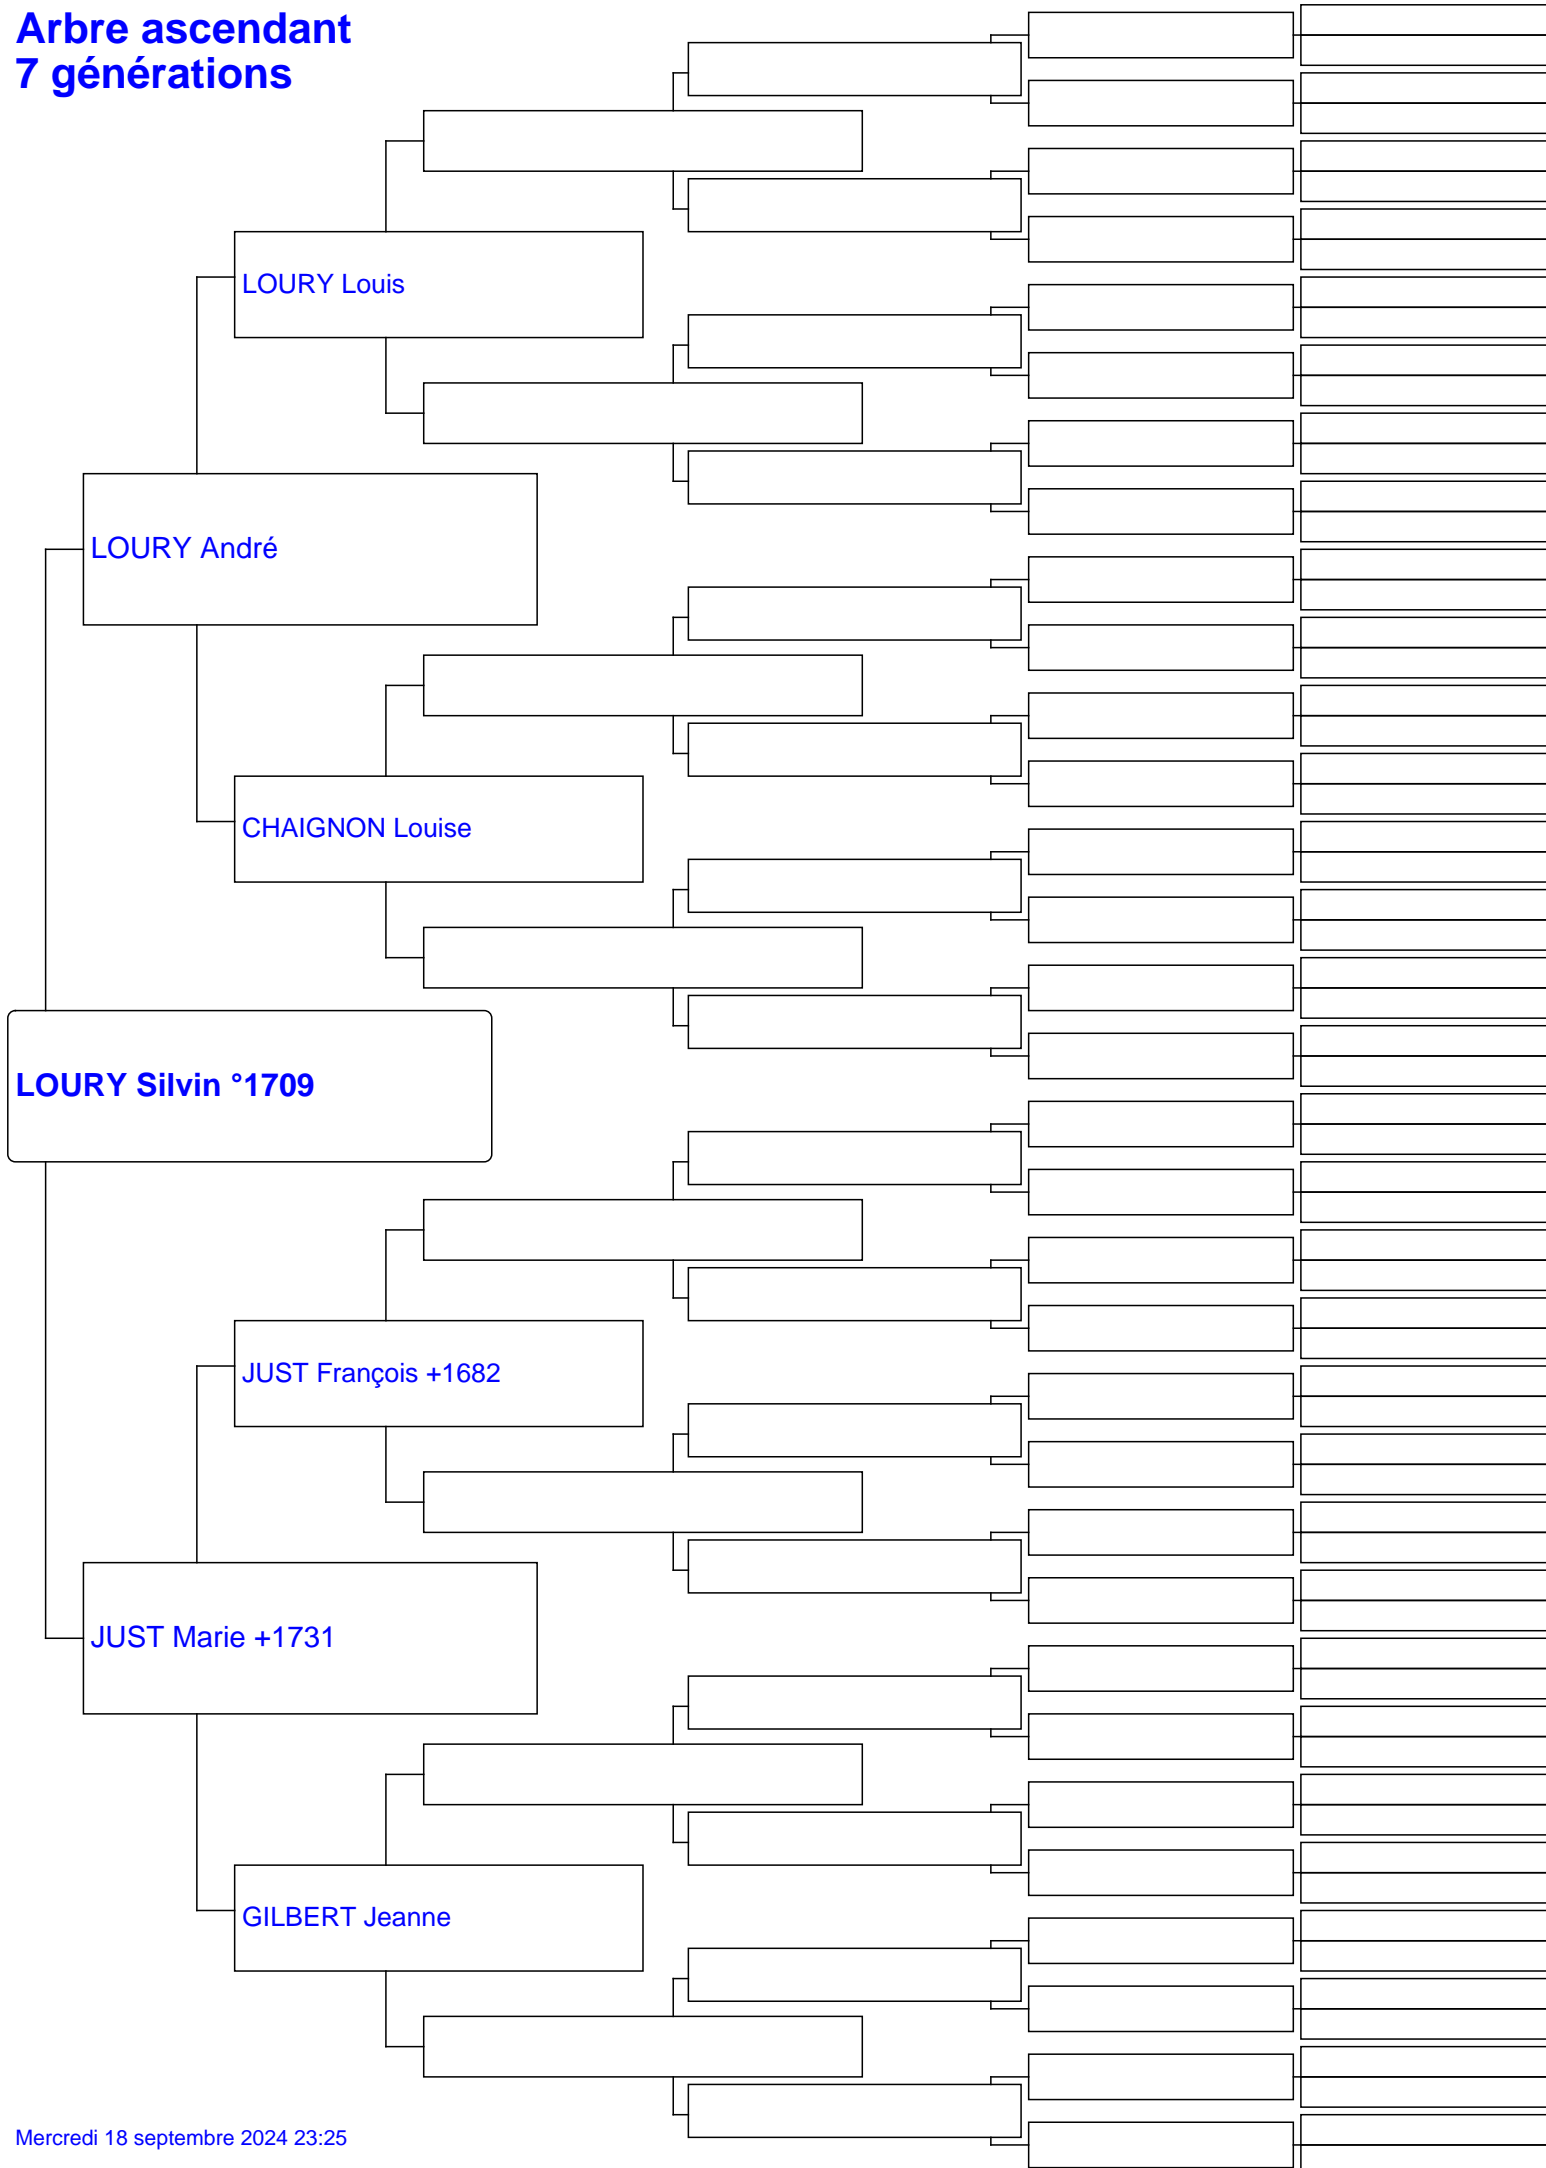 Arbre ascendant
7 générations
LOURY Louis
LOURY André
CHAIGNON Louise
LOURY Silvin °1709
JUST François +1682
JUST Marie +1731
GILBERT Jeanne
Mercredi 18 septembre 2024 23:25